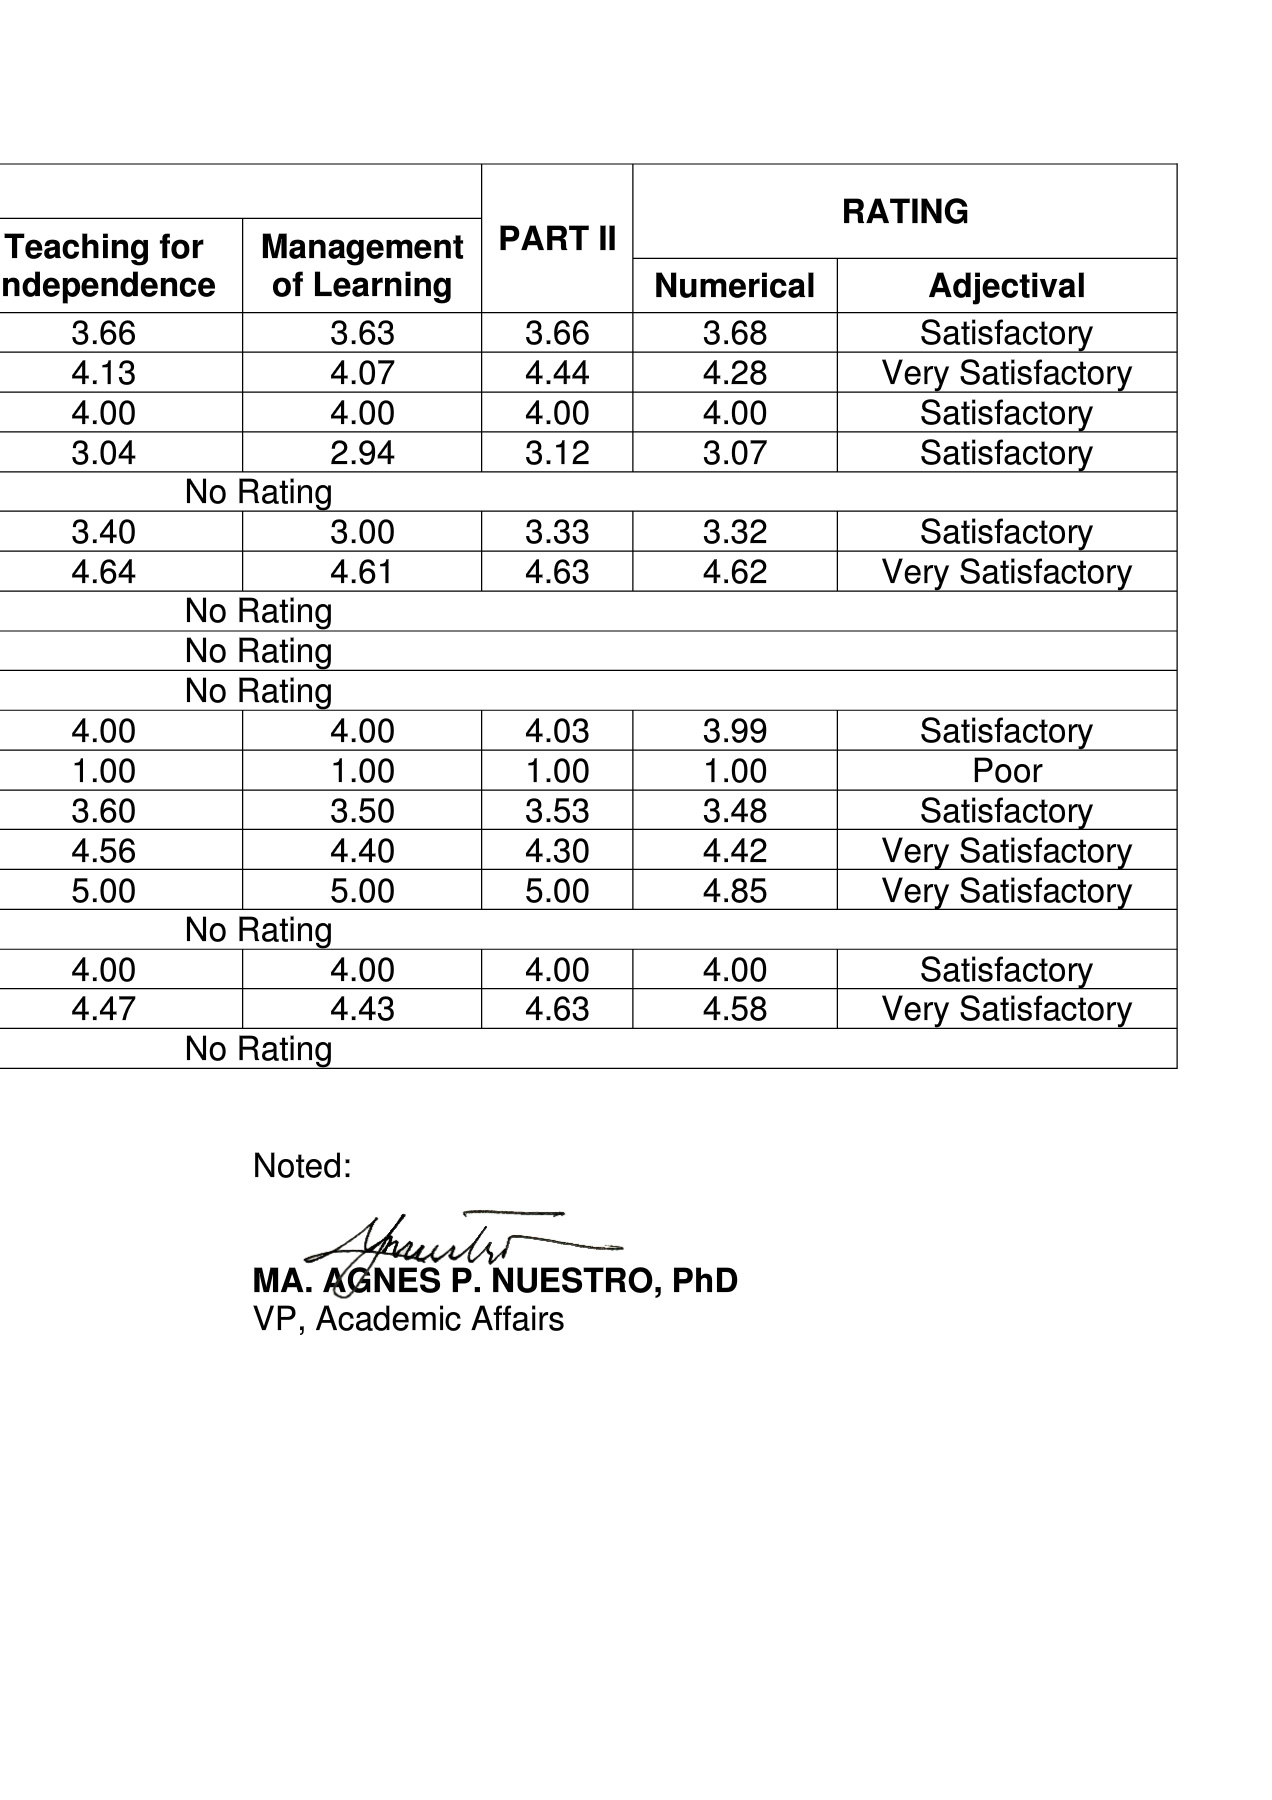 PART II RATING
Teaching for Management
ndependence of Learning
Numerical Adjectival
3.66 3.63 3.66 3.68 Satisfactory
4.13 4.07 4.44 4.28 Very Satisfactory
4.00 4.00 4.00 4.00 Satisfactory
3.04 2.94 3.12 3.07 Satisfactory
No Rating
3.40 3.00 3.33 3.32 Satisfactory
4.64 4.61 4.63 4.62 Very Satisfactory
No Rating
No Rating
No Rating
4.00 4.00 4.03 3.99 Satisfactory
1.00 1.00 1.00 1.00 Poor
3.60 3.50 3.53 3.48 Satisfactory
4.56 4.40 4.30 4.42 Very Satisfactory
5.00 5.00 5.00 4.85 Very Satisfactory
No Rating
4.00 4.00 4.00 4.00 Satisfactory
4.47 4.43 4.63 4.58 Very Satisfactory
No Rating
Noted:
MA. AGNES P. NUESTRO, PhD
VP, Academic Affairs